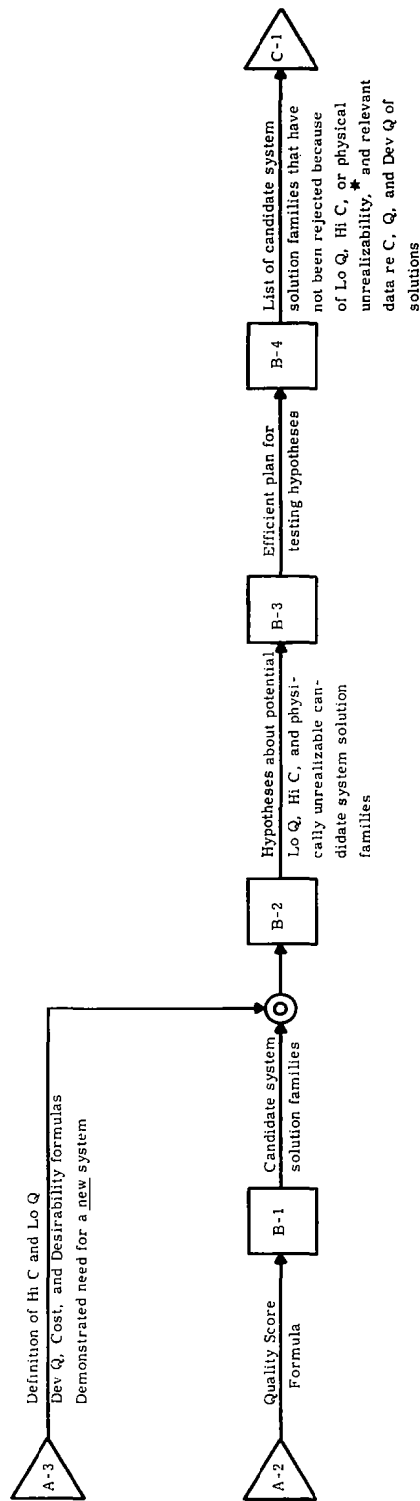 A-3
Definition of Hi C and Lo Q
Dev Q, Cost, and Desirability formulas
Demonstrated need for a new system
A-2
Quality Score
Formula
B-1
Candidate system
solution families
B-2
Hypotheses about potential
Lo Q, Hi C, and physi-
cally unrealizable can-
didate system solution
families
B-3
Efficient plan for
testing hypotheses
B-4
List of candidate system
solution families that have
not been rejected because
of Lo Q, Hi C, or physical
unrealizability,* and relevant
data re C, Q, and Dev Q of
solutions
C-1